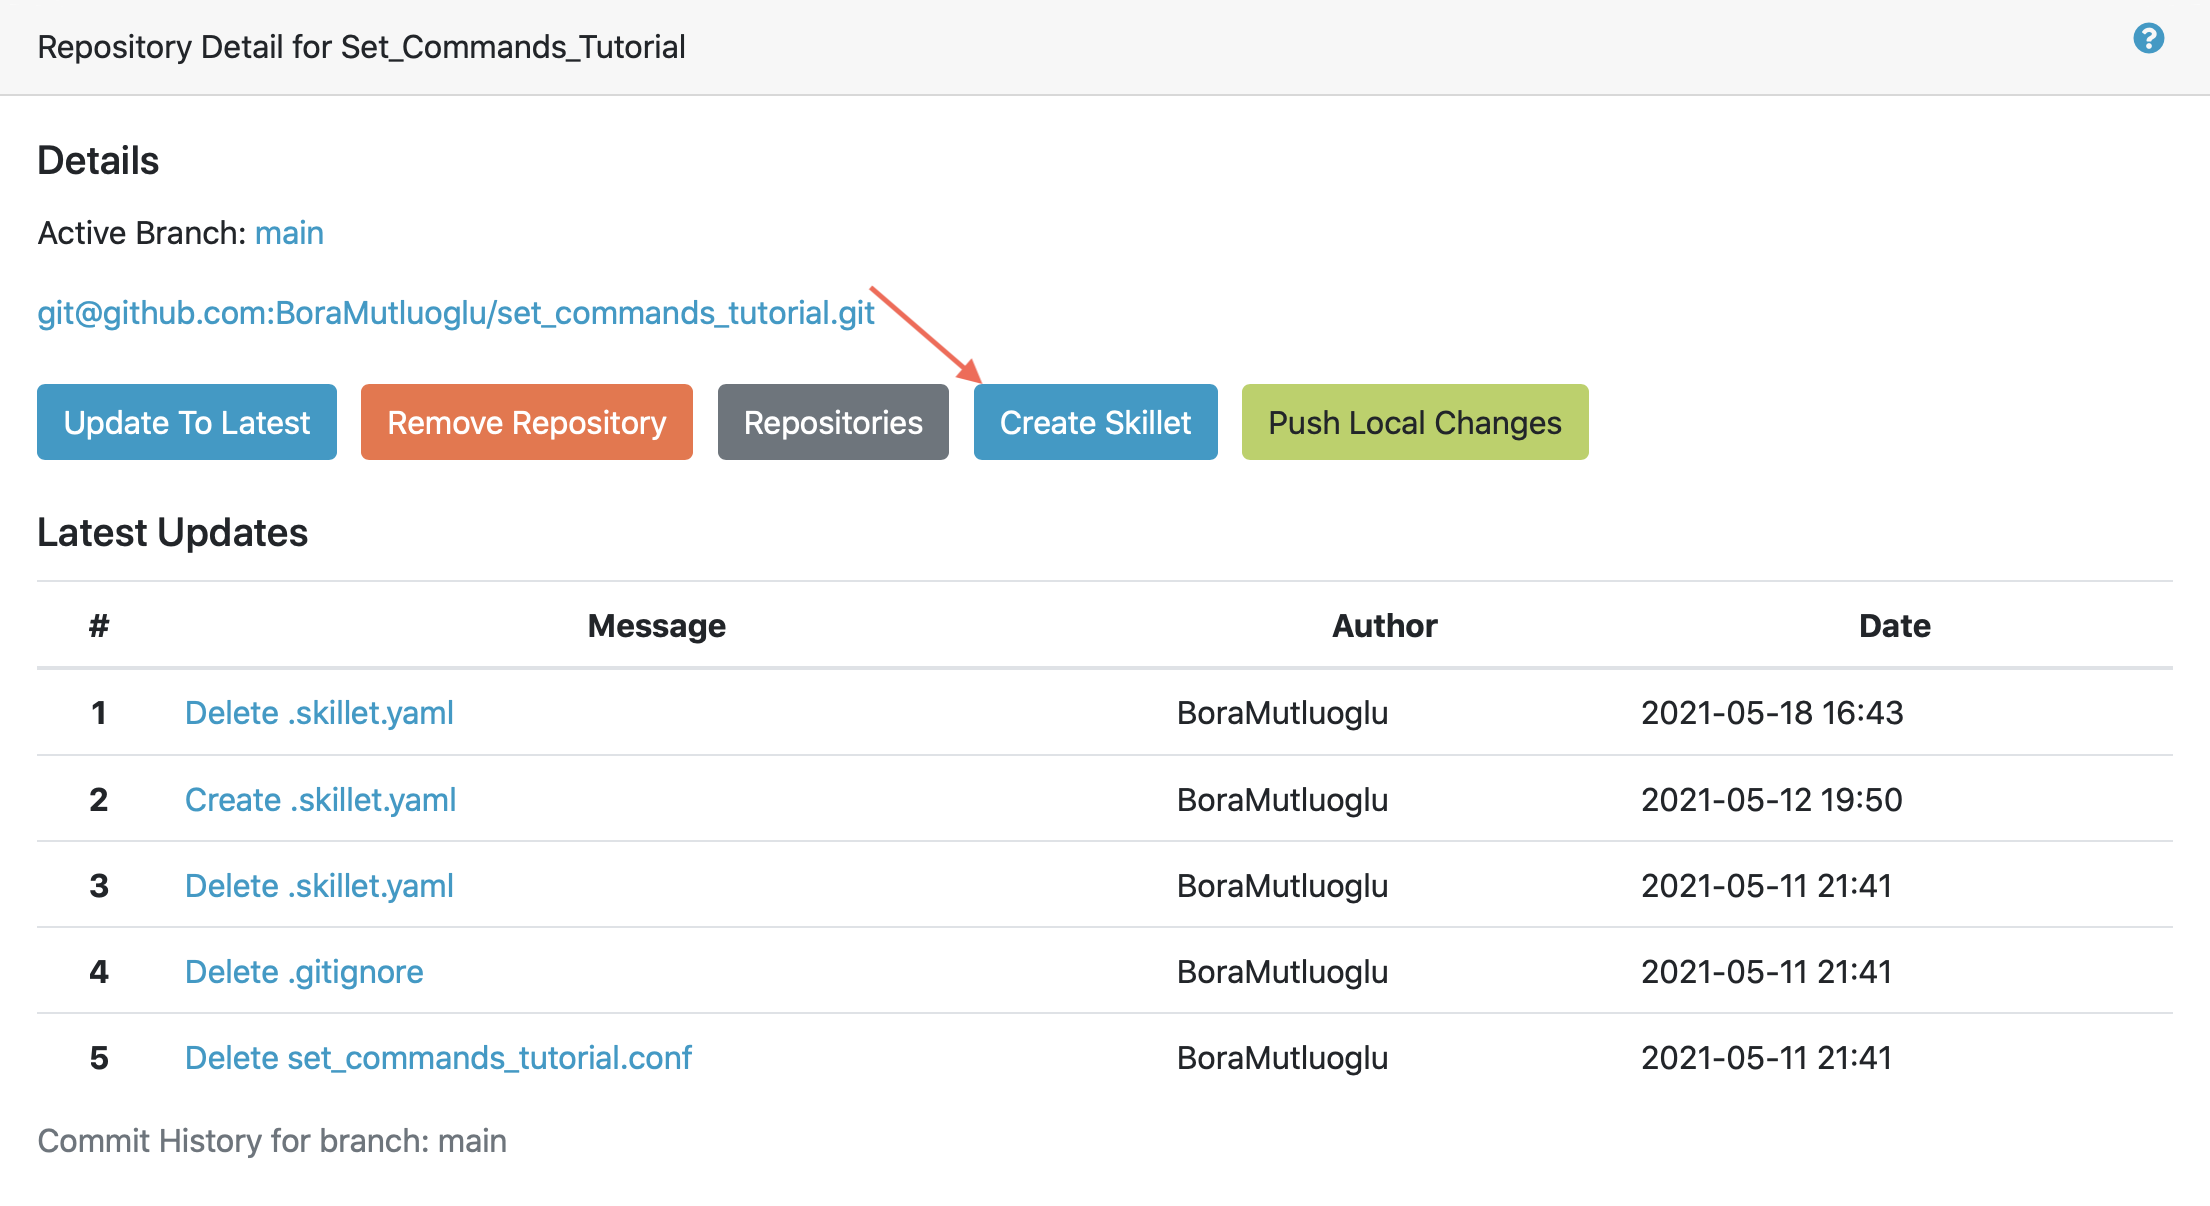 Repository Detail for Set_Commands_Tutorial ?
Details
Active Branch: main
git@github.com:BoraMutluoglu/set_commands_tutorial.git
Update To Latest Remove Repository Repositories Create Skillet Push Local Changes
Latest Updates
# Message Author Date
1 Delete .skillet.yaml BoraMutluoglu 2021-05-18 16:43
2 Create .skillet.yaml BoraMutluoglu 2021-05-12 19:50
3 Delete .skillet.yaml BoraMutluoglu 2021-05-11 21:41
4 Delete .gitignore BoraMutluoglu 2021-05-11 21:41
5 Delete set_commands_tutorial.conf BoraMutluoglu 2021-05-11 21:41
Commit History for branch: main